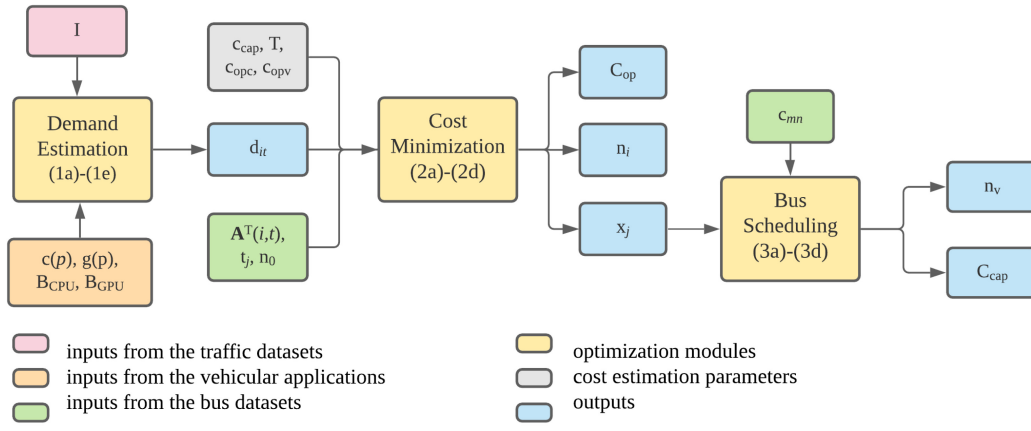 I
Demand
Estimation
(1a)-(1e)
c(p), g(p),
B_CPU, B_GPU
c_cap, T,
c_opc, c_opv
d_it
A^T(i,t),
t_j, n_0
Cost
Minimization
(2a)-(2d)
C_op
n_i
x_j
c_mn
Bus
Scheduling
(3a)-(3d)
n_v
C_cap
inputs from the traffic datasets
inputs from the vehicular applications
inputs from the bus datasets
optimization modules
cost estimation parameters
outputs